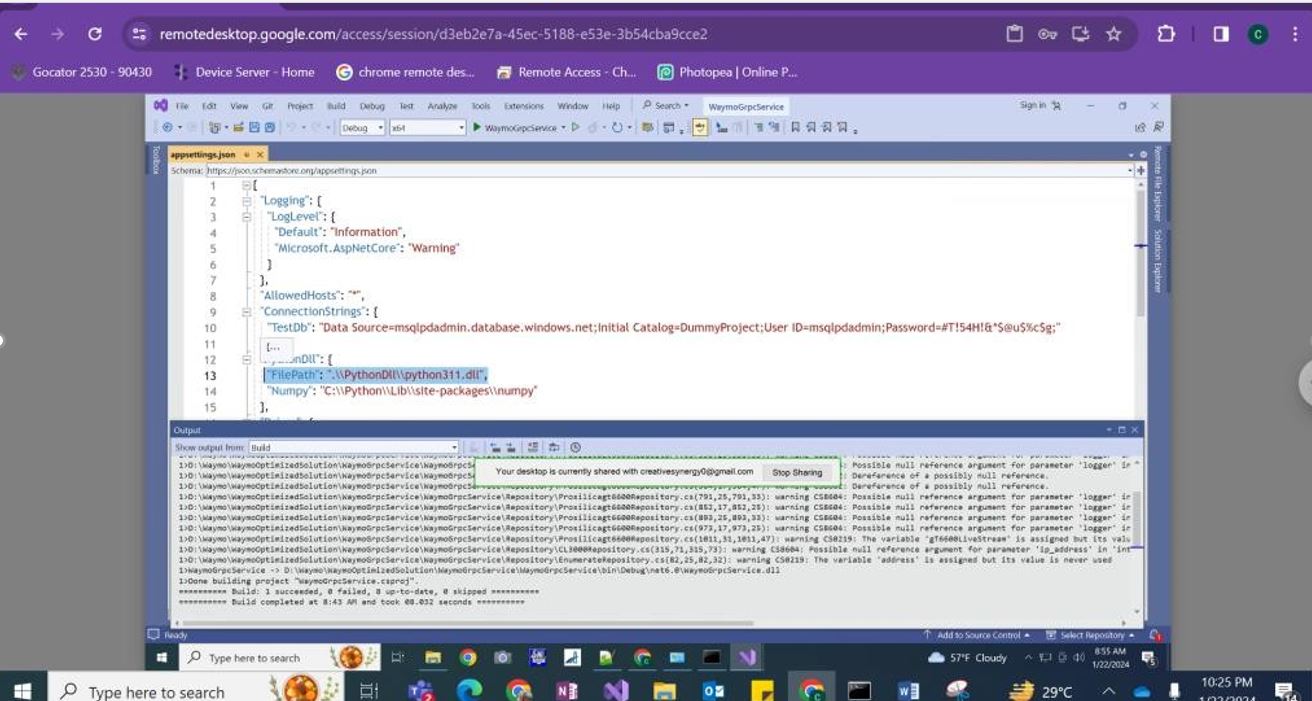 remotedesktop.google.com/access/session/d3eb2e7a-45ec-5188-e53e-3b54cba9cce2
C
Gocator 2530 - 90430 Device Server - Home chrome remote des... Remote Access - Ch... Photopea | Online P...
File Edit View Git Project Build Debug Test Analyze Tools Extensions Window Help Search WaymoGrpcService Sign in
Debug x64 WaymoGrpcService
Toolbox
appsettings.json
Schema: https://json.schemastore.org/appsettings.json
1 {
2 "Logging": {
3 "LogLevel": {
4 "Default": "Information",
5 "Microsoft.AspNetCore": "Warning"
6 }
7 },
8 "AllowedHosts": "*",
9 "ConnectionStrings": {
10 "TestDb": "Data Source=msqlpdadmin.database.windows.net;Initial Catalog=DummyProject;User ID=msqlpdadmin;Password=#T!54H!&*$@u$%c$g;"
11 {...
12 onDll": {
13 "FilePath": ".\\PythonDll\\python311.dll",
14 "Numpy": "C:\\Python\\Lib\\site-packages\\numpy"
15 },
Remote File Explorer
Solution Explorer
Output
Show output from: Build
Your desktop is currently shared with creativesynergy0@gmail.com Stop Sharing
1>D:\Waymo\WaymoOptimizedSolution\WaymoGrpcService\WaymoGrpcS : Possible null reference argument for parameter 'logger' ir
1>D:\Waymo\WaymoOptimizedSolution\WaymoGrpcService\WaymoGrpcS : Dereference of a possibly null reference.
1>D:\Waymo\WaymoOptimizedSolution\WaymoGrpcService\WaymoGrpcService\Repository\ : Dereference of a possibly null reference.
1>D:\Waymo\WaymoOptimizedSolution\WaymoGrpcService\WaymoGrpcService\Repository\Prosilicagt6600Repository.cs(791,25,791,33): warning CS8604: Possible null reference argument for parameter 'logger' ir
1>D:\Waymo\WaymoOptimizedSolution\WaymoGrpcService\WaymoGrpcService\Repository\Prosilicagt6600Repository.cs(852,17,852,25): warning CS8604: Possible null reference argument for parameter 'logger' ir
1>D:\Waymo\WaymoOptimizedSolution\WaymoGrpcService\WaymoGrpcService\Repository\Prosilicagt6600Repository.cs(893,25,893,33): warning CS8604: Possible null reference argument for parameter 'logger' ir
1>D:\Waymo\WaymoOptimizedSolution\WaymoGrpcService\WaymoGrpcService\Repository\Prosilicagt6600Repository.cs(973,17,973,25): warning CS8604: Possible null reference argument for parameter 'logger' ir
1>D:\Waymo\WaymoOptimizedSolution\WaymoGrpcService\WaymoGrpcService\Repository\Prosilicagt6600Repository.cs(1011,31,1011,47): warning CS0219: The variable 'gT6600LiveStream' is assigned but its valu
1>D:\Waymo\WaymoOptimizedSolution\WaymoGrpcService\WaymoGrpcService\Repository\CL3000Repository.cs(315,71,315,73): warning CS8604: Possible null reference argument for parameter 'ip_address' in 'int
1>D:\Waymo\WaymoOptimizedSolution\WaymoGrpcService\WaymoGrpcService\Repository\EnumerateRepository.cs(82,25,82,32): warning CS0219: The variable 'address' is assigned but its value is never used
1>WaymoGrpcService -> D:\Waymo\WaymoOptimizedSolution\WaymoGrpcService\WaymoGrpcService\bin\Debug\net6.0\WaymoGrpcService.dll
1>Done building project "WaymoGrpcService.csproj".
========== Build: 1 succeeded, 0 failed, 0 up-to-date, 0 skipped ==========
========== Build completed at 8:43 AM and took 08.032 seconds ==========
Ready Add to Source Control Select Repository
Type here to search 57°F Cloudy 8:55 AM
1/22/2024
Type here to search 29°C 10:25 PM
1/22/2024 14